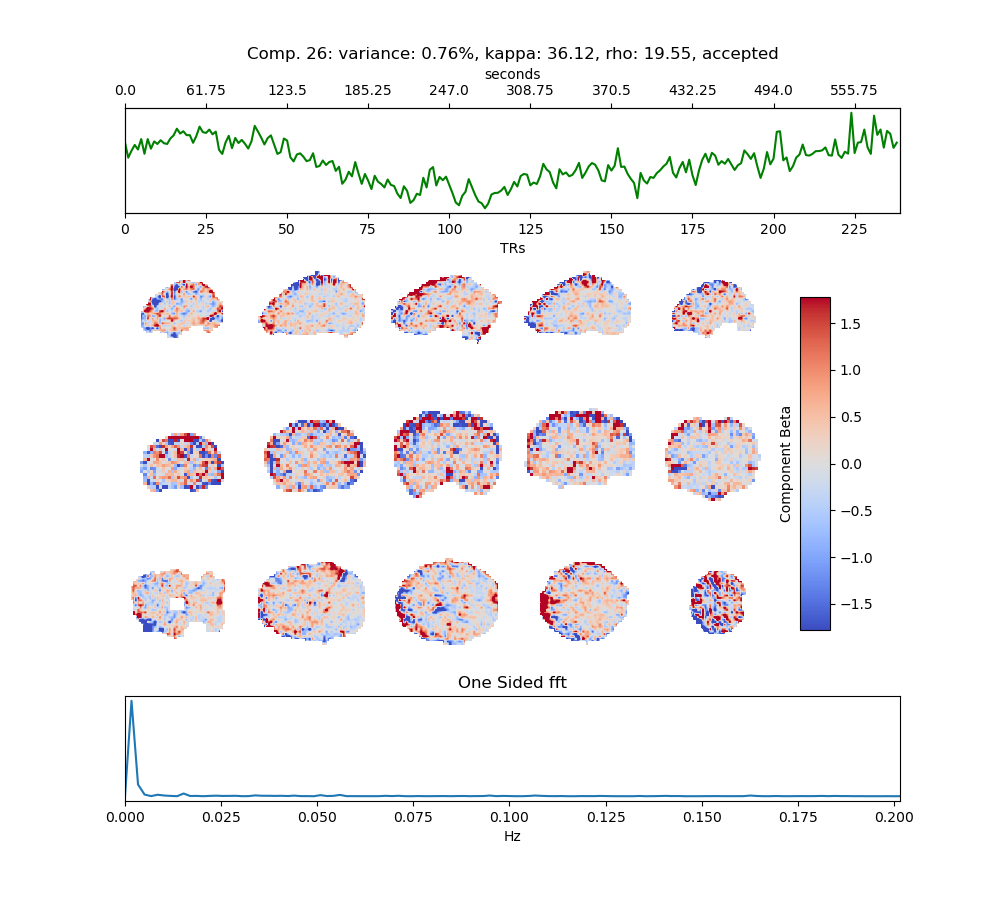 Comp. 26: variance: 0.76%, kappa: 36.12, rho: 19.55, accepted
seconds
0.0 61.75 123.5 185.25 247.0 308.75 370.5 432.25 494.0 555.75
0 25 50 75 100 125 150 175 200 225
TRs
1.5
1.0
0.5
0.0
−0.5
−1.0
−1.5
Component Beta
One Sided fft
0.000 0.025 0.050 0.075 0.100 0.125 0.150 0.175 0.200
Hz